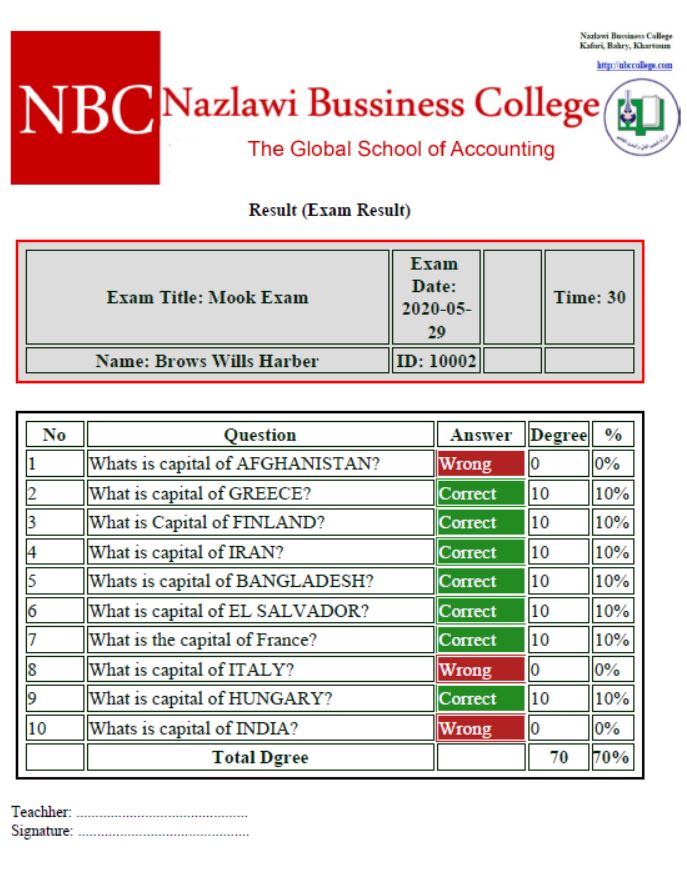 Nazlawi Bussiness College
Kafori, Bahry, Khartoum
http://nbccollege.com
NBC Nazlawi Bussiness College
The Global School of Accounting
Result (Exam Result)
Exam Title: Mook Exam
Exam
Date:
2020-05-
29
Time: 30
Name: Brows Wills Harber ID: 10002
No Question Answer Degree %
1 Whats is capital of AFGHANISTAN? Wrong 0 0%
2 What is capital of GREECE? Correct 10 10%
3 What is Capital of FINLAND? Correct 10 10%
4 What is capital of IRAN? Correct 10 10%
5 Whats is capital of BANGLADESH? Correct 10 10%
6 What is capital of EL SALVADOR? Correct 10 10%
7 What is the capital of France? Correct 10 10%
8 What is capital of ITALY? Wrong 0 0%
9 What is capital of HUNGARY? Correct 10 10%
10 Whats is capital of INDIA? Wrong 0 0%
Total Dgree 70 70%
Teachher: .............................................
Signature: .............................................